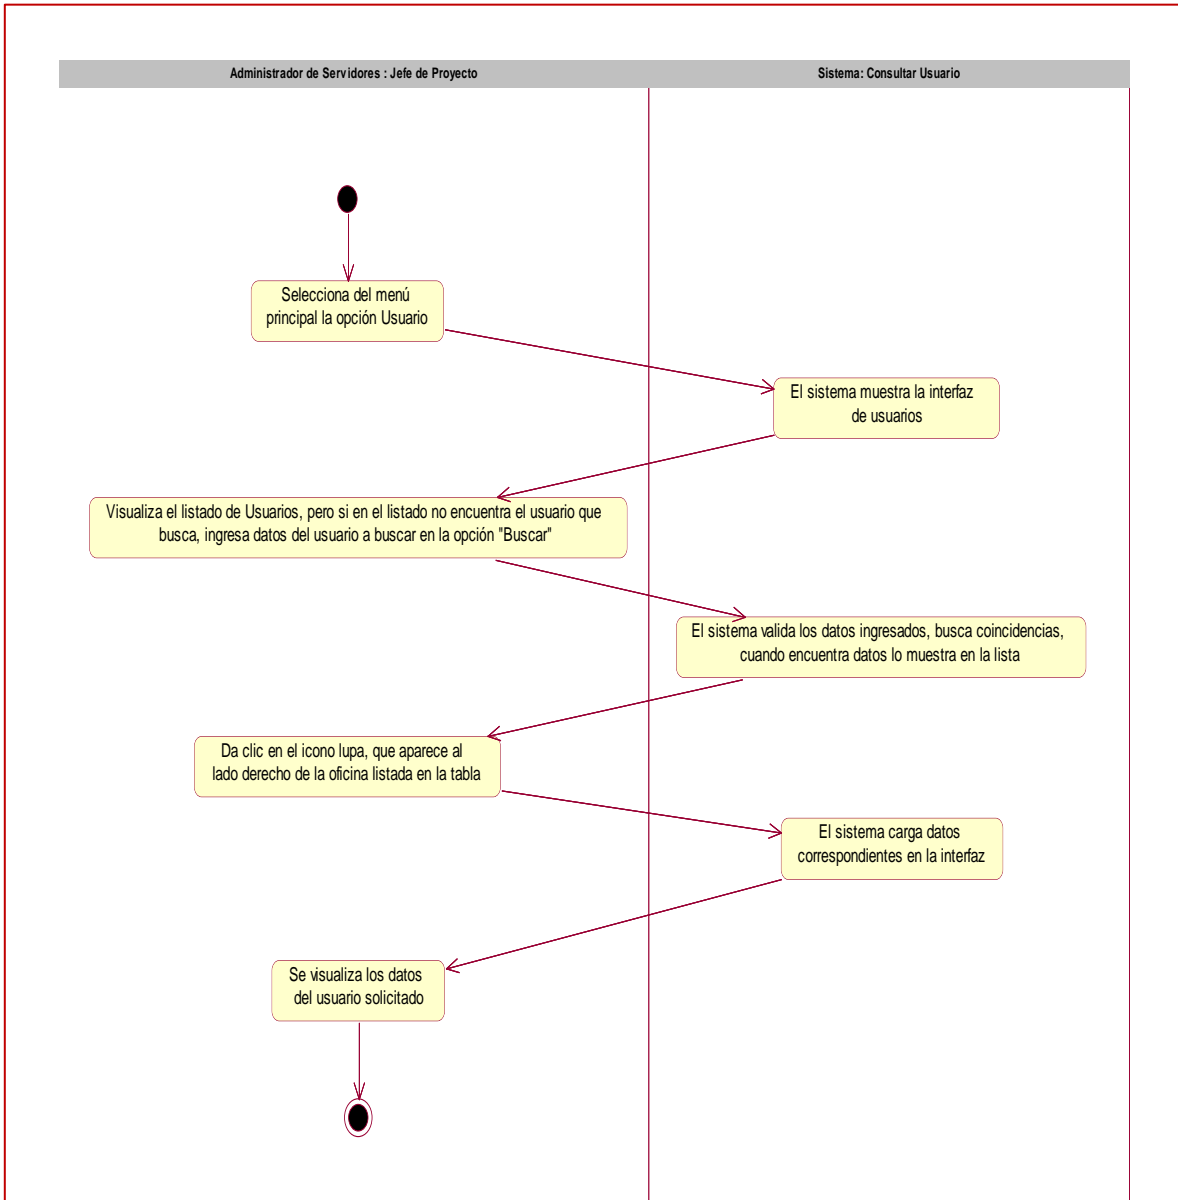 Administrador de Servidores : Jefe de Proyecto
Sistema: Consultar Usuario
Selecciona del menú
principal la opción Usuario
El sistema muestra la interfaz
de usuarios
Visualiza el listado de Usuarios, pero si en el listado no encuentra el usuario que
busca, ingresa datos del usuario a buscar en la opción "Buscar"
El sistema valida los datos ingresados, busca coincidencias,
cuando encuentra datos lo muestra en la lista
Da clic en el icono lupa, que aparece al
lado derecho de la oficina listada en la tabla
El sistema carga datos
correspondientes en la interfaz
Se visualiza los datos
del usuario solicitado